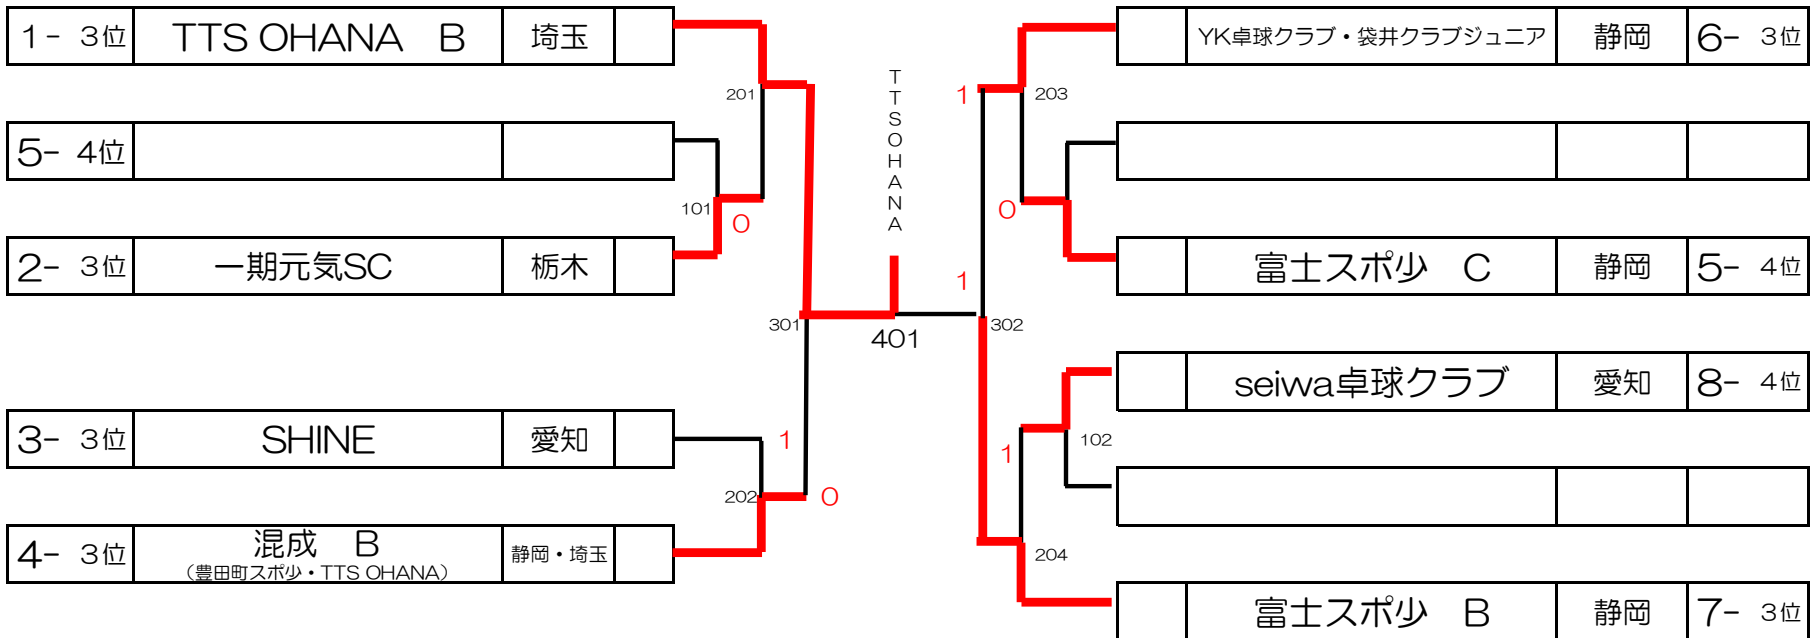 1- 3位 TTS OHANA B 埼玉
5- 4位
2- 3位 一期元気SC 栃木
3- 3位 SHINE 愛知
4- 3位 混成 B 静岡・埼玉
（豊田町スポ少・TTS OHANA）
201
101
0
301
1
202
0
TTSOHANA
401
1
203
0
1
302
102
1
204
YK卓球クラブ・袋井クラブジュニア 静岡 6- 3位
富士スポ少 C 静岡 5- 4位
seiwa卓球クラブ 愛知 8- 4位
富士スポ少 B 静岡 7- 3位